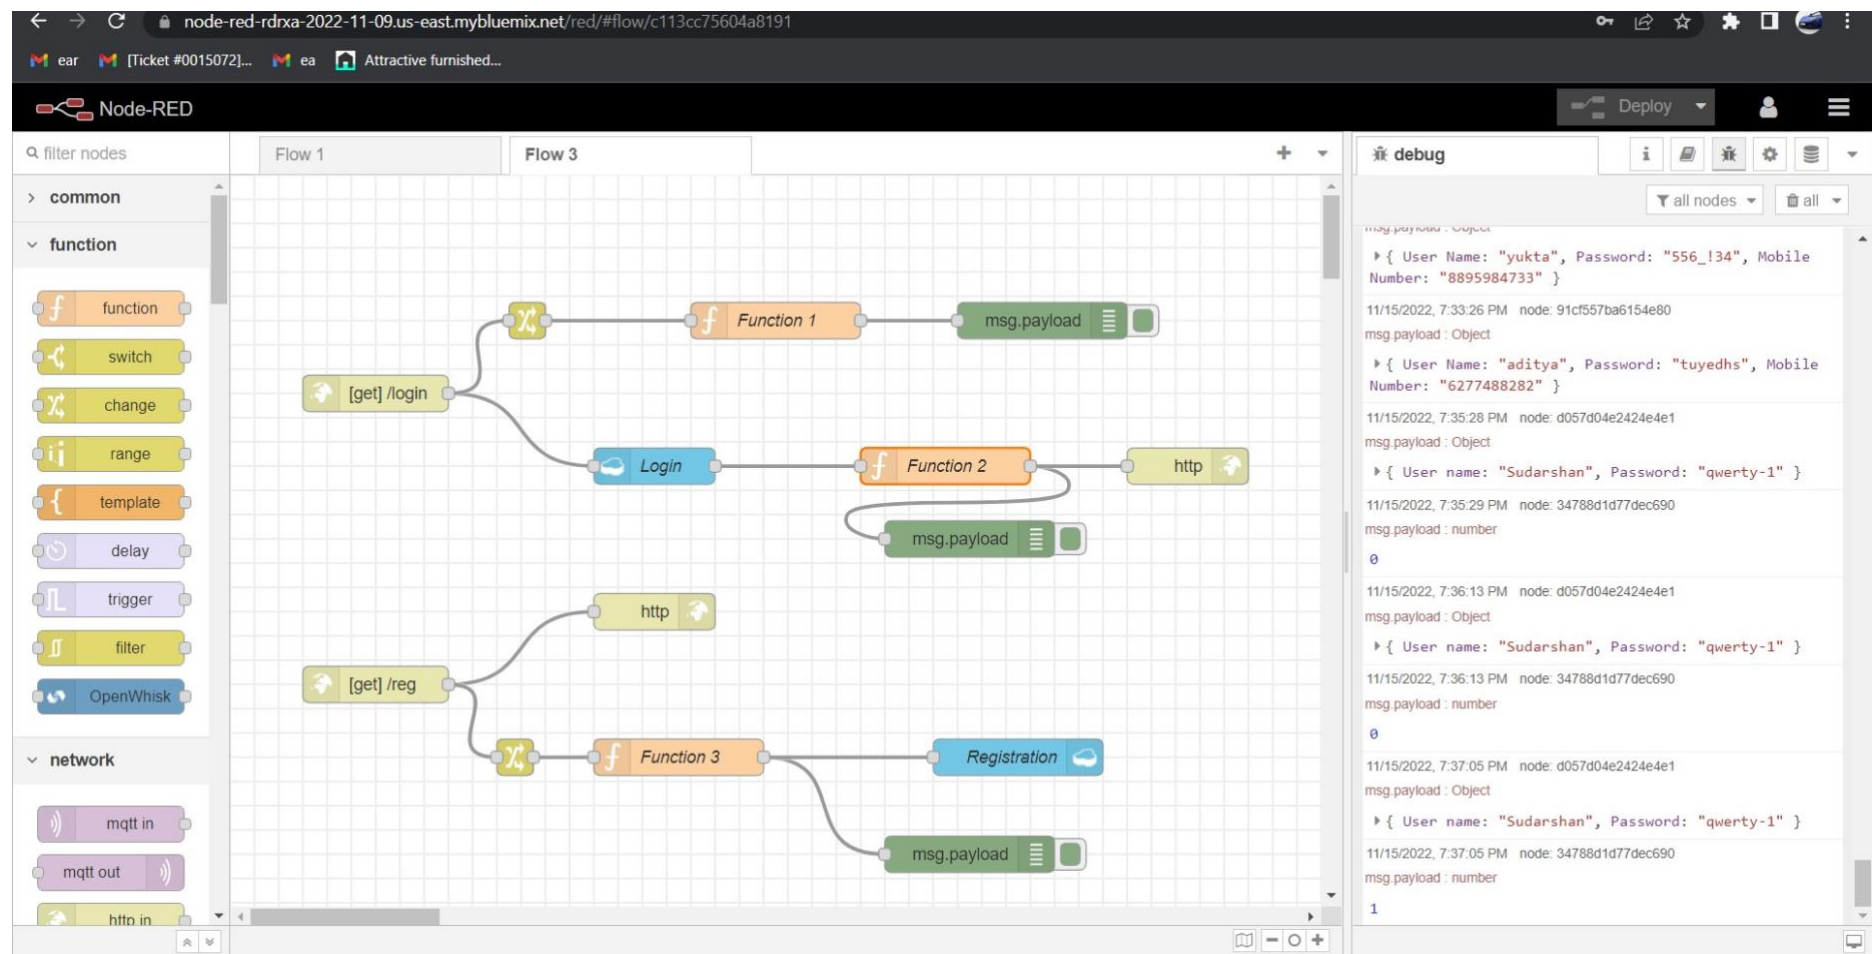 node-red-rdrxa-2022-11-09.us-east.mybluemix.net/red/#flow/c113cc75604a8191
ear [Ticket #0015072]... ea Attractive furnished...
Node-RED Deploy
filter nodes
Flow 1 Flow 3
debug
i
common
all nodes all
function
function
switch
change
range
template
delay
trigger
filter
OpenWhisk
network
mqtt in
mqtt out
http in
Function 1 msg.payload
[get] /login
Login Function 2 http
msg.payload
http
[get] /reg
Function 3 Registration
msg.payload
msg.payload : Object
{ User Name: "yukta", Password: "556_!34", Mobile
Number: "8895984733" }
11/15/2022, 7:33:26 PM node: 91cf557ba6154e80
msg.payload : Object
{ User Name: "aditya", Password: "tuyedhs", Mobile
Number: "6277488282" }
11/15/2022, 7:35:28 PM node: d057d04e2424e4e1
msg.payload : Object
{ User name: "Sudarshan", Password: "qwerty-1" }
11/15/2022, 7:35:29 PM node: 34788d1d77dec690
msg.payload : number
0
11/15/2022, 7:36:13 PM node: d057d04e2424e4e1
msg.payload : Object
{ User name: "Sudarshan", Password: "qwerty-1" }
11/15/2022, 7:36:13 PM node: 34788d1d77dec690
msg.payload : number
0
11/15/2022, 7:37:05 PM node: d057d04e2424e4e1
msg.payload : Object
{ User name: "Sudarshan", Password: "qwerty-1" }
11/15/2022, 7:37:05 PM node: 34788d1d77dec690
msg.payload : number
1